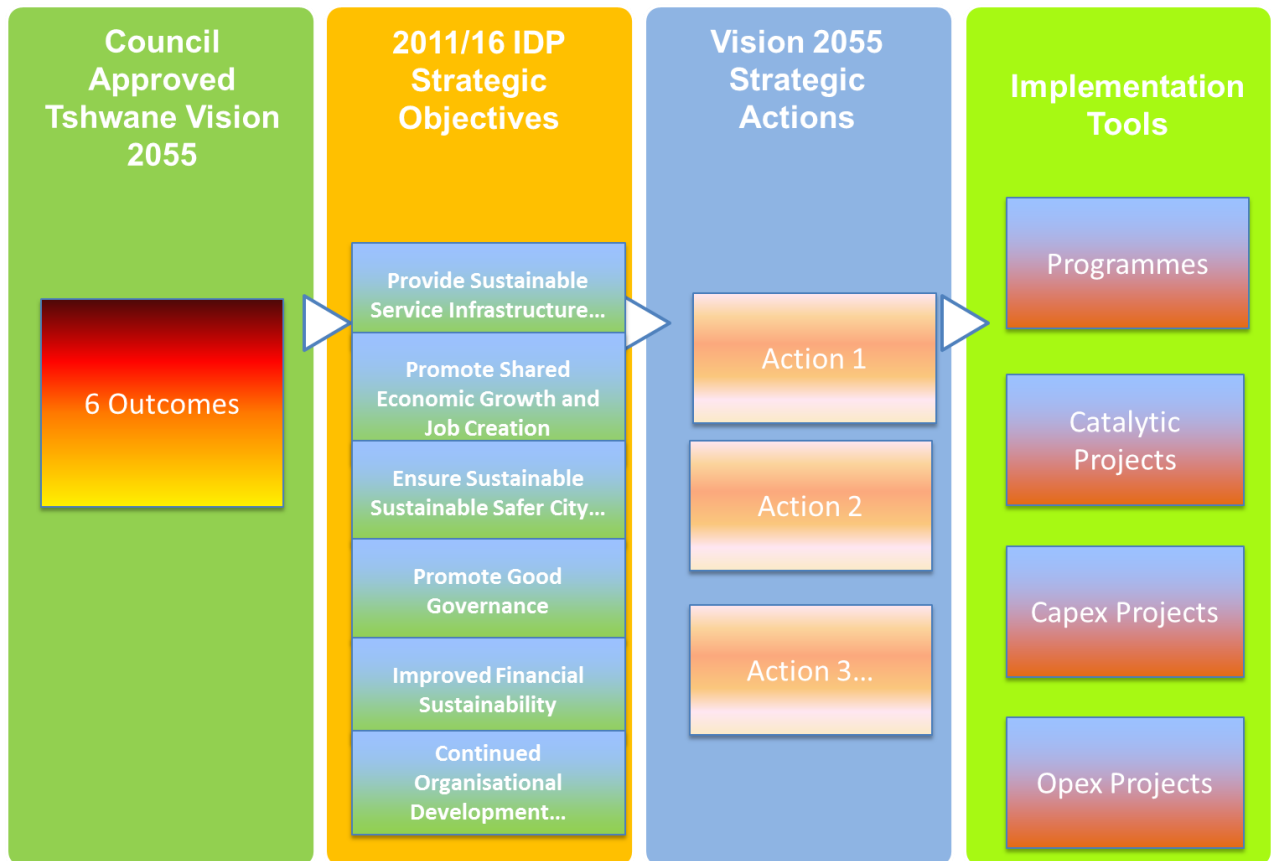 Council
Approved
Tshwane Vision
2055
6 Outcomes
2011/16 IDP
Strategic
Objectives
Provide Sustainable
Service Infrastructure...
Promote Shared
Economic Growth and
Job Creation
Ensure Sustainable
Sustainable Safer City...
Promote Good
Governance
Improved Financial
Sustainability
Continued
Organisational
Development...
Vision 2055
Strategic
Actions
Action 1
Action 2
Action 3...
Implementation
Tools
Programmes
Catalytic
Projects
Capex Projects
Opex Projects